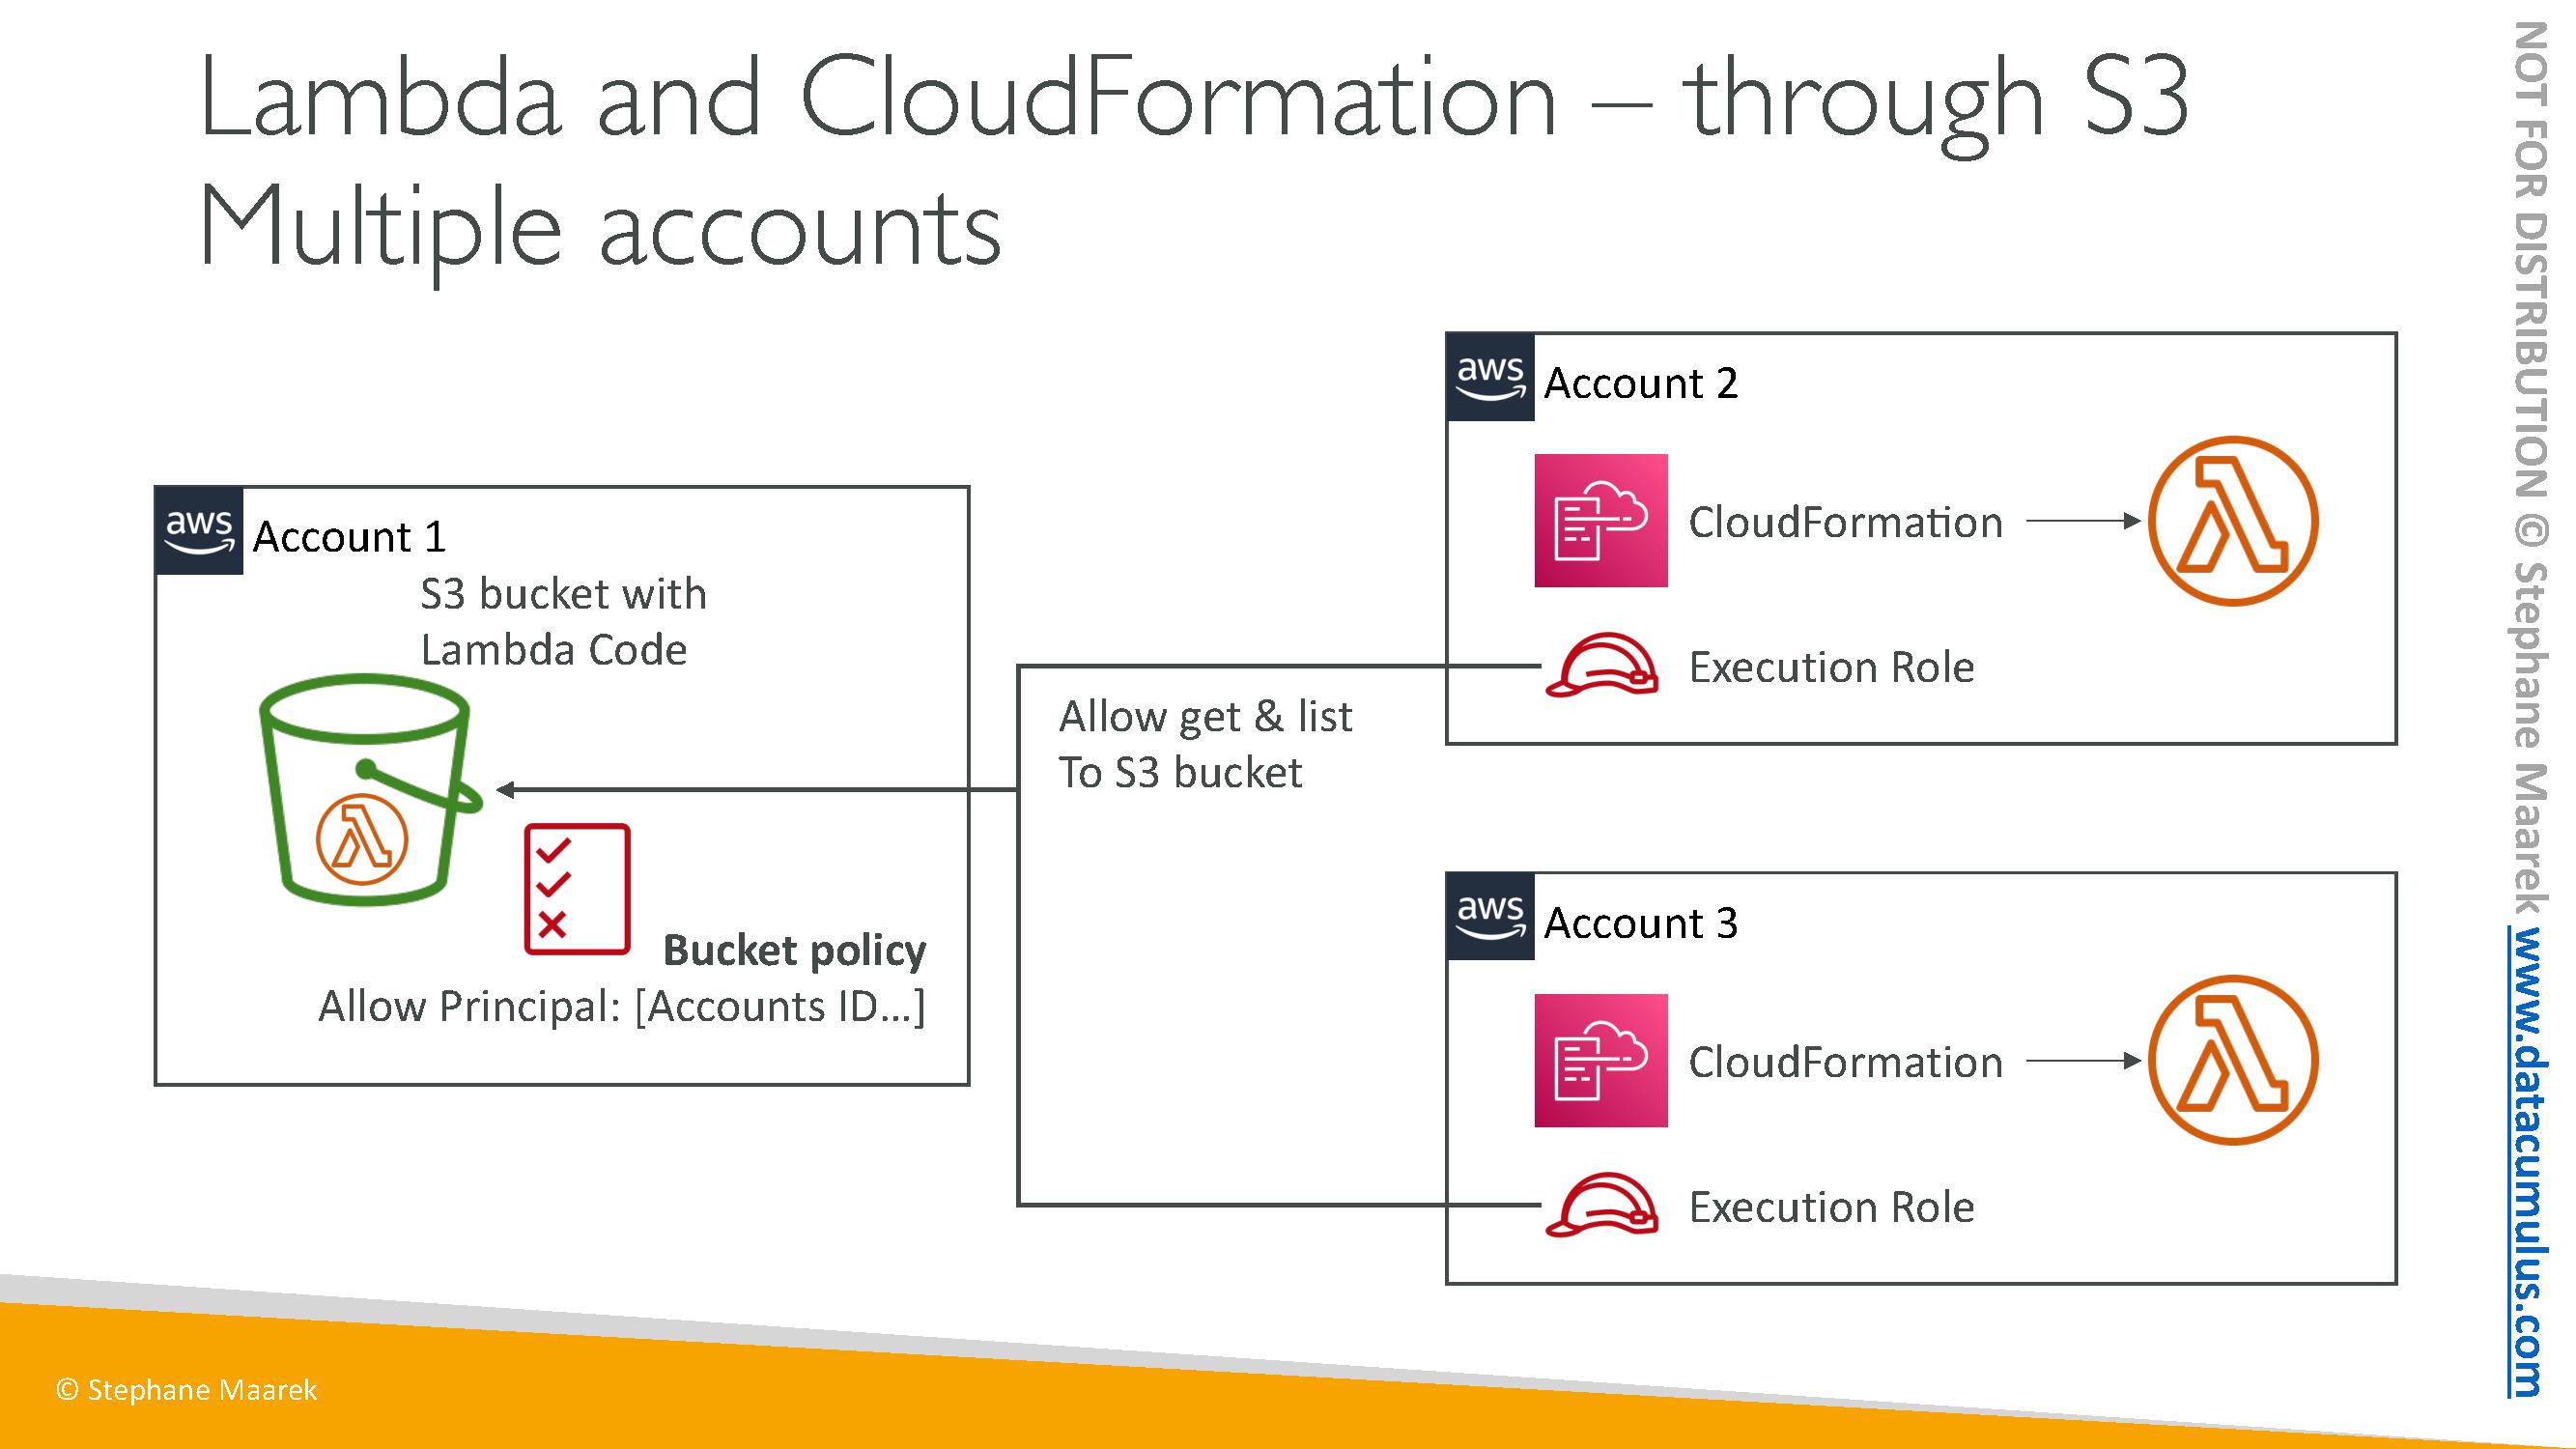 Lambda and CloudFormation – through S3
Multiple accounts
aws Account 1
S3 bucket with
Lambda Code
Bucket policy
Allow Principal: [Accounts ID…]
Allow get & list
To S3 bucket
aws Account 2
CloudFormation
Execution Role
aws Account 3
CloudFormation
Execution Role
© Stephane Maarek
NOT FOR DISTRIBUTION © Stephane Maarek www.datacumulus.com